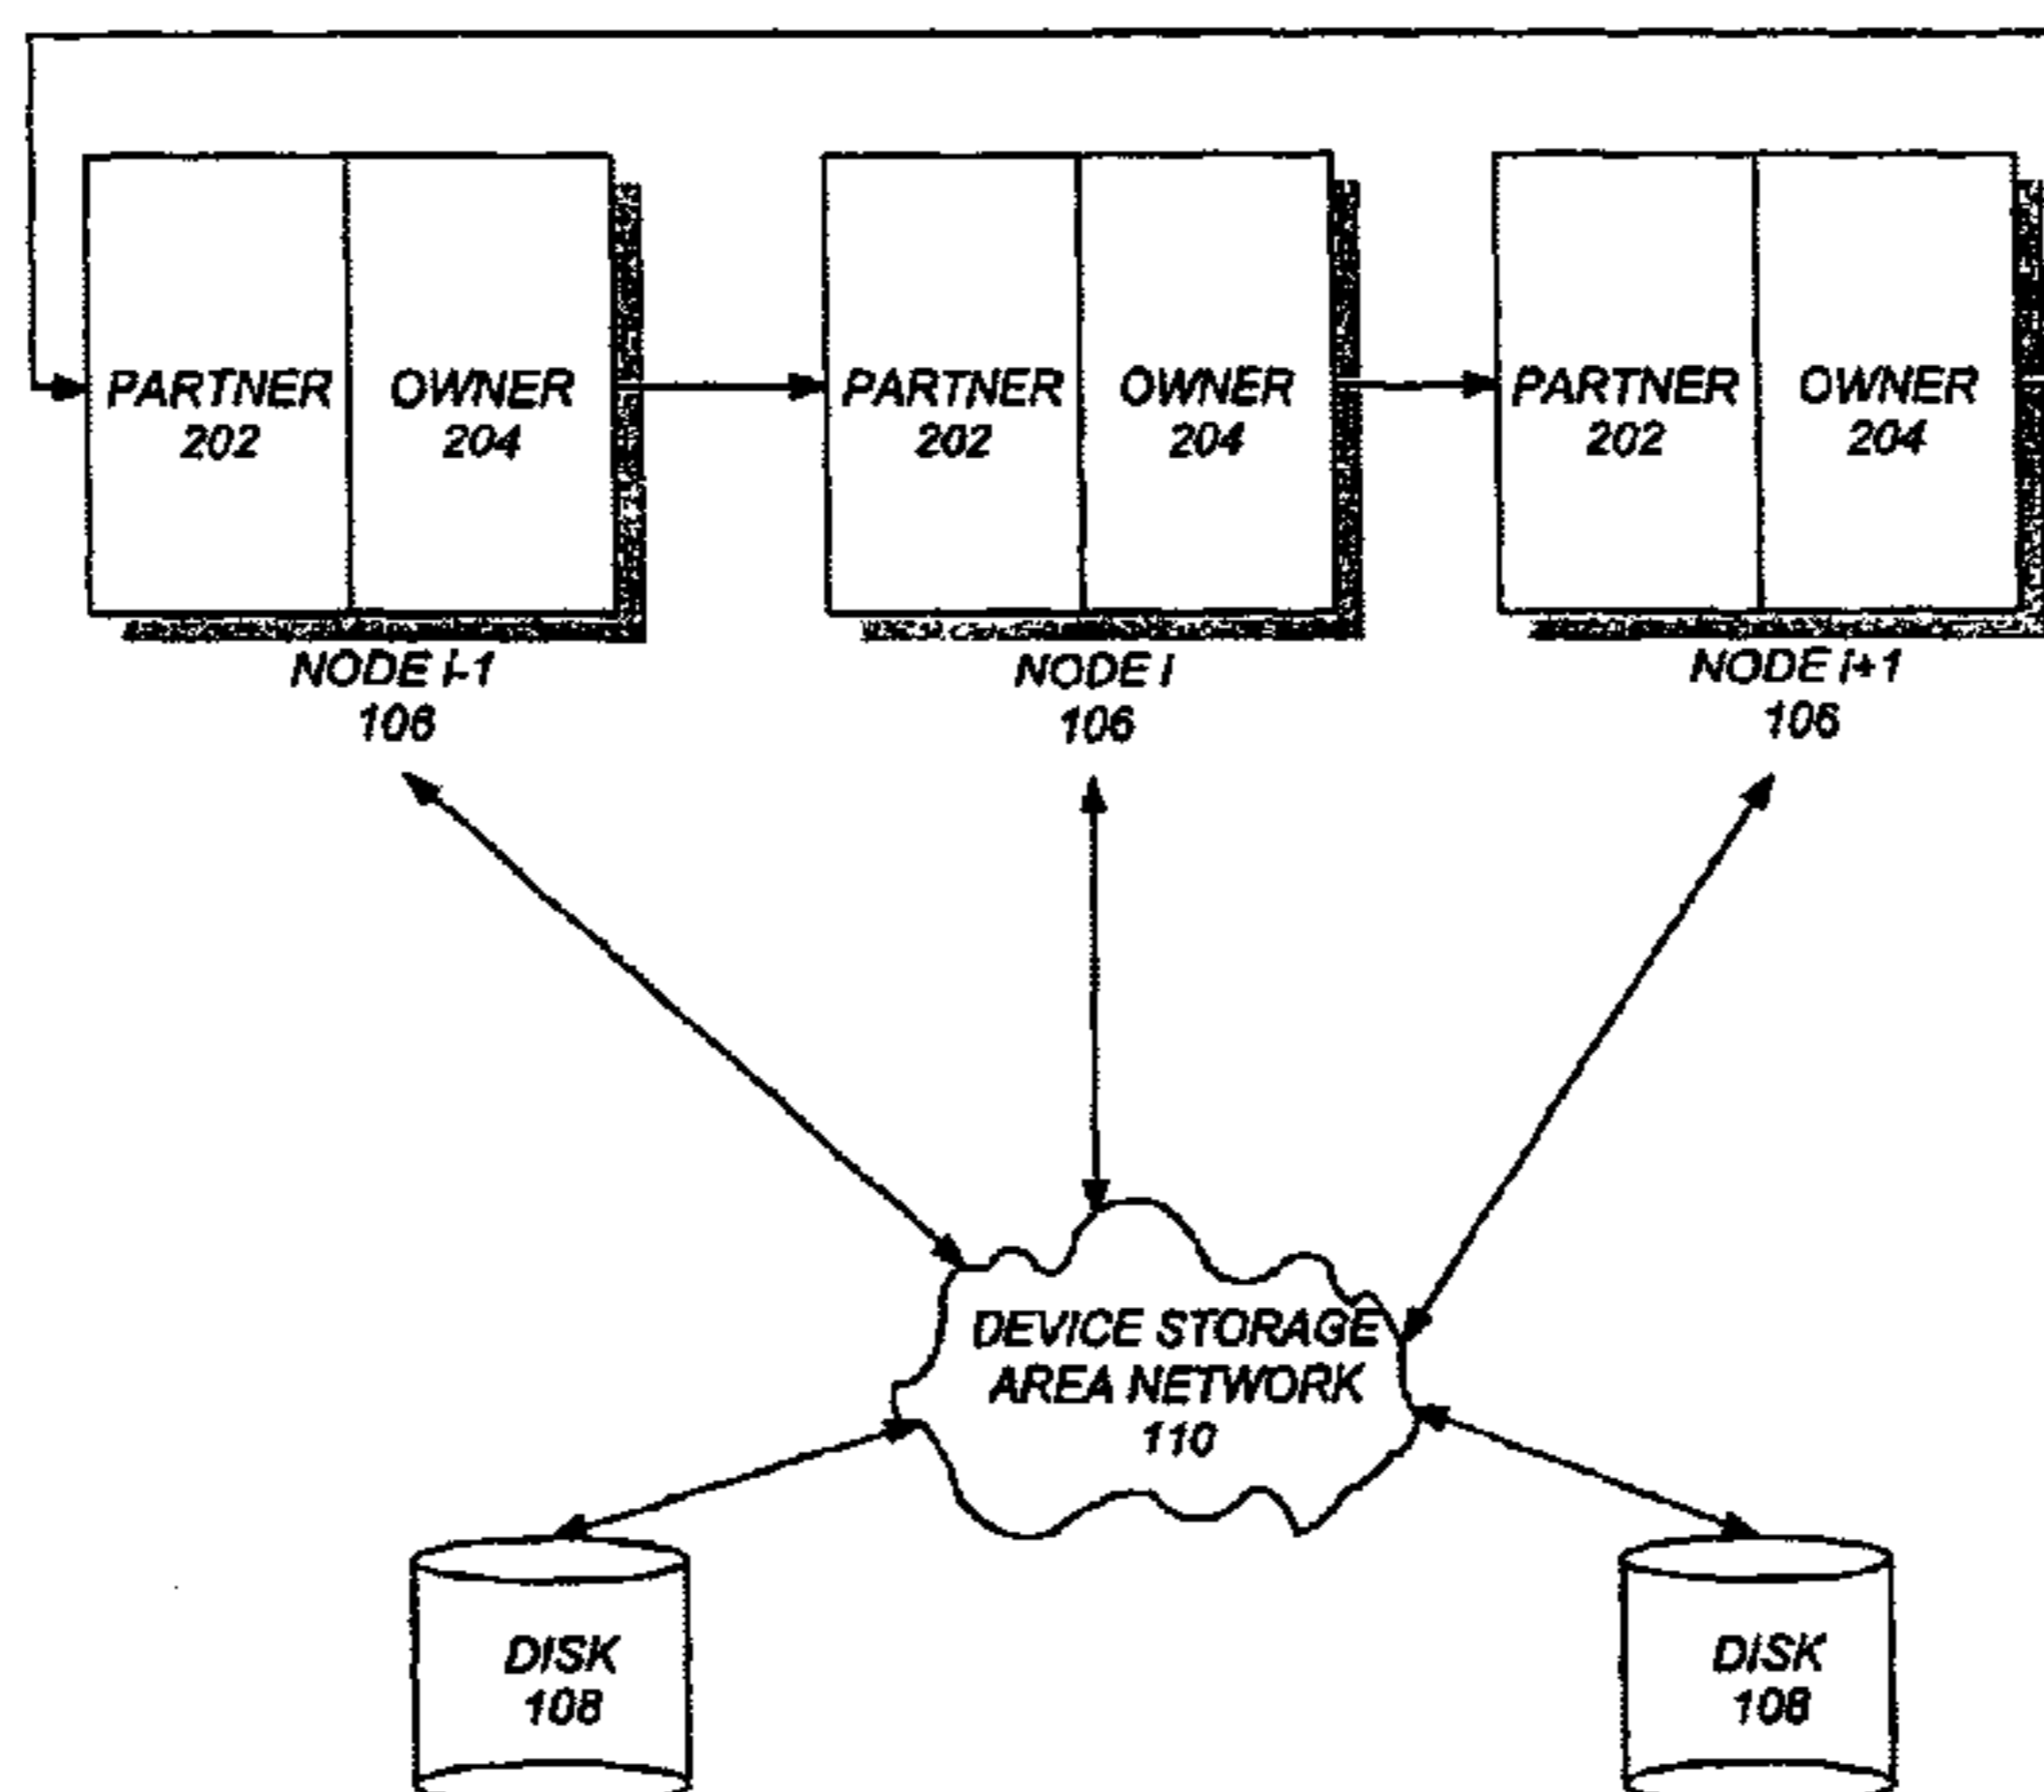 PARTNER
202
OWNER
204
PARTNER
202
OWNER
204
PARTNER
202
OWNER
204
NODE i-1
106
NODE i
106
NODE i+1
106
DEVICE STORAGE
AREA NETWORK
110
DISK
108
DISK
108